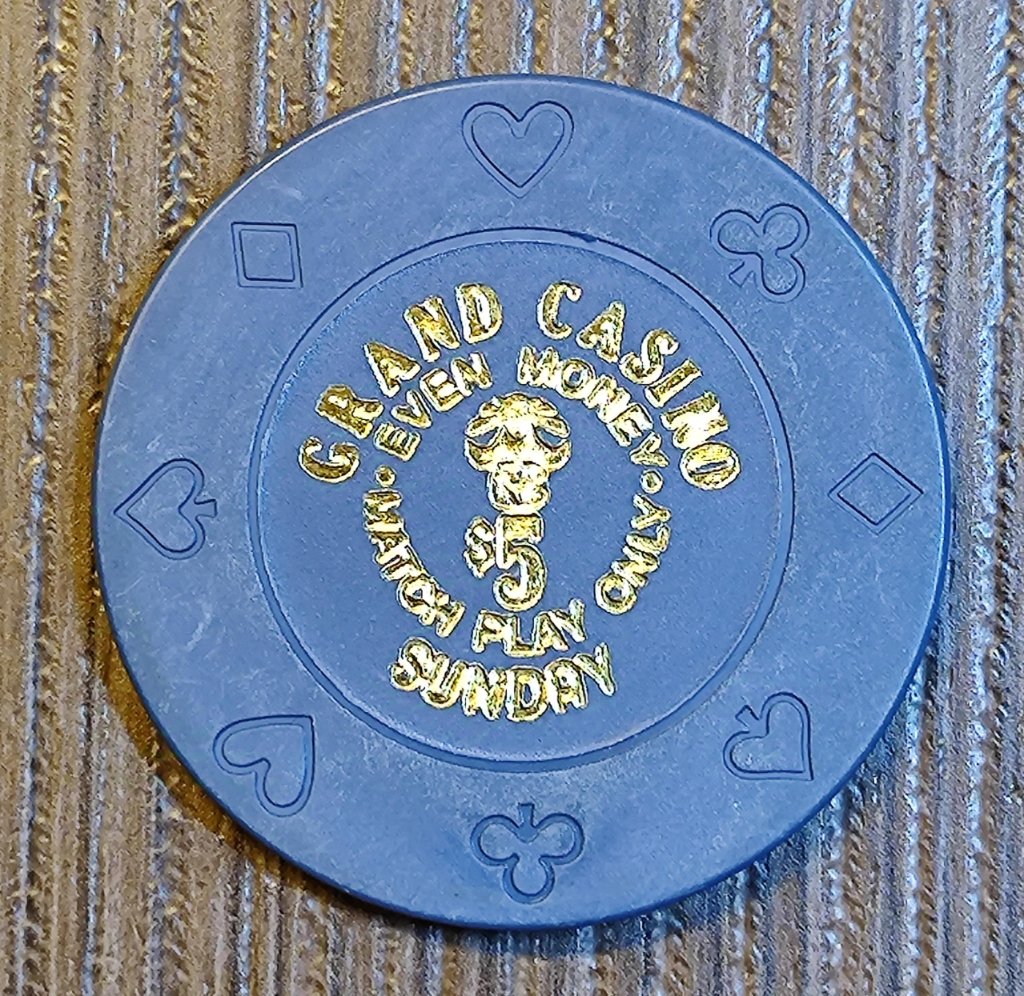 GRAND CASINO
EVEN MONEY
$5
MATCH PLAY ONLY
SUNDAY